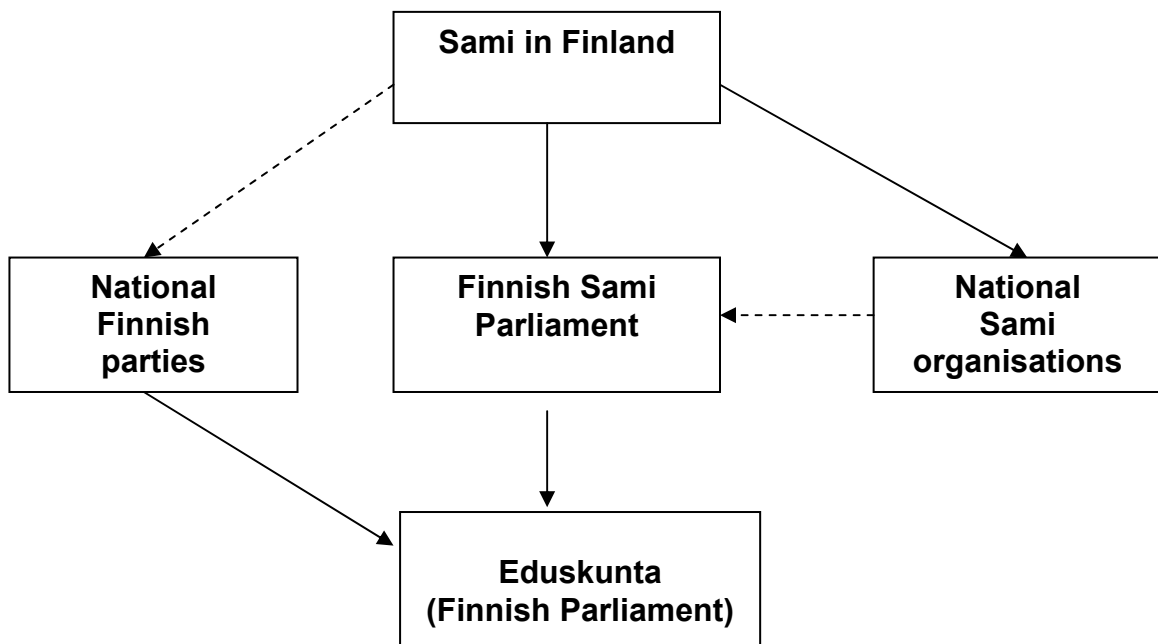 Sami in Finland
National
Finnish
parties
Finnish Sami
Parliament
National
Sami
organisations
Eduskunta
(Finnish Parliament)